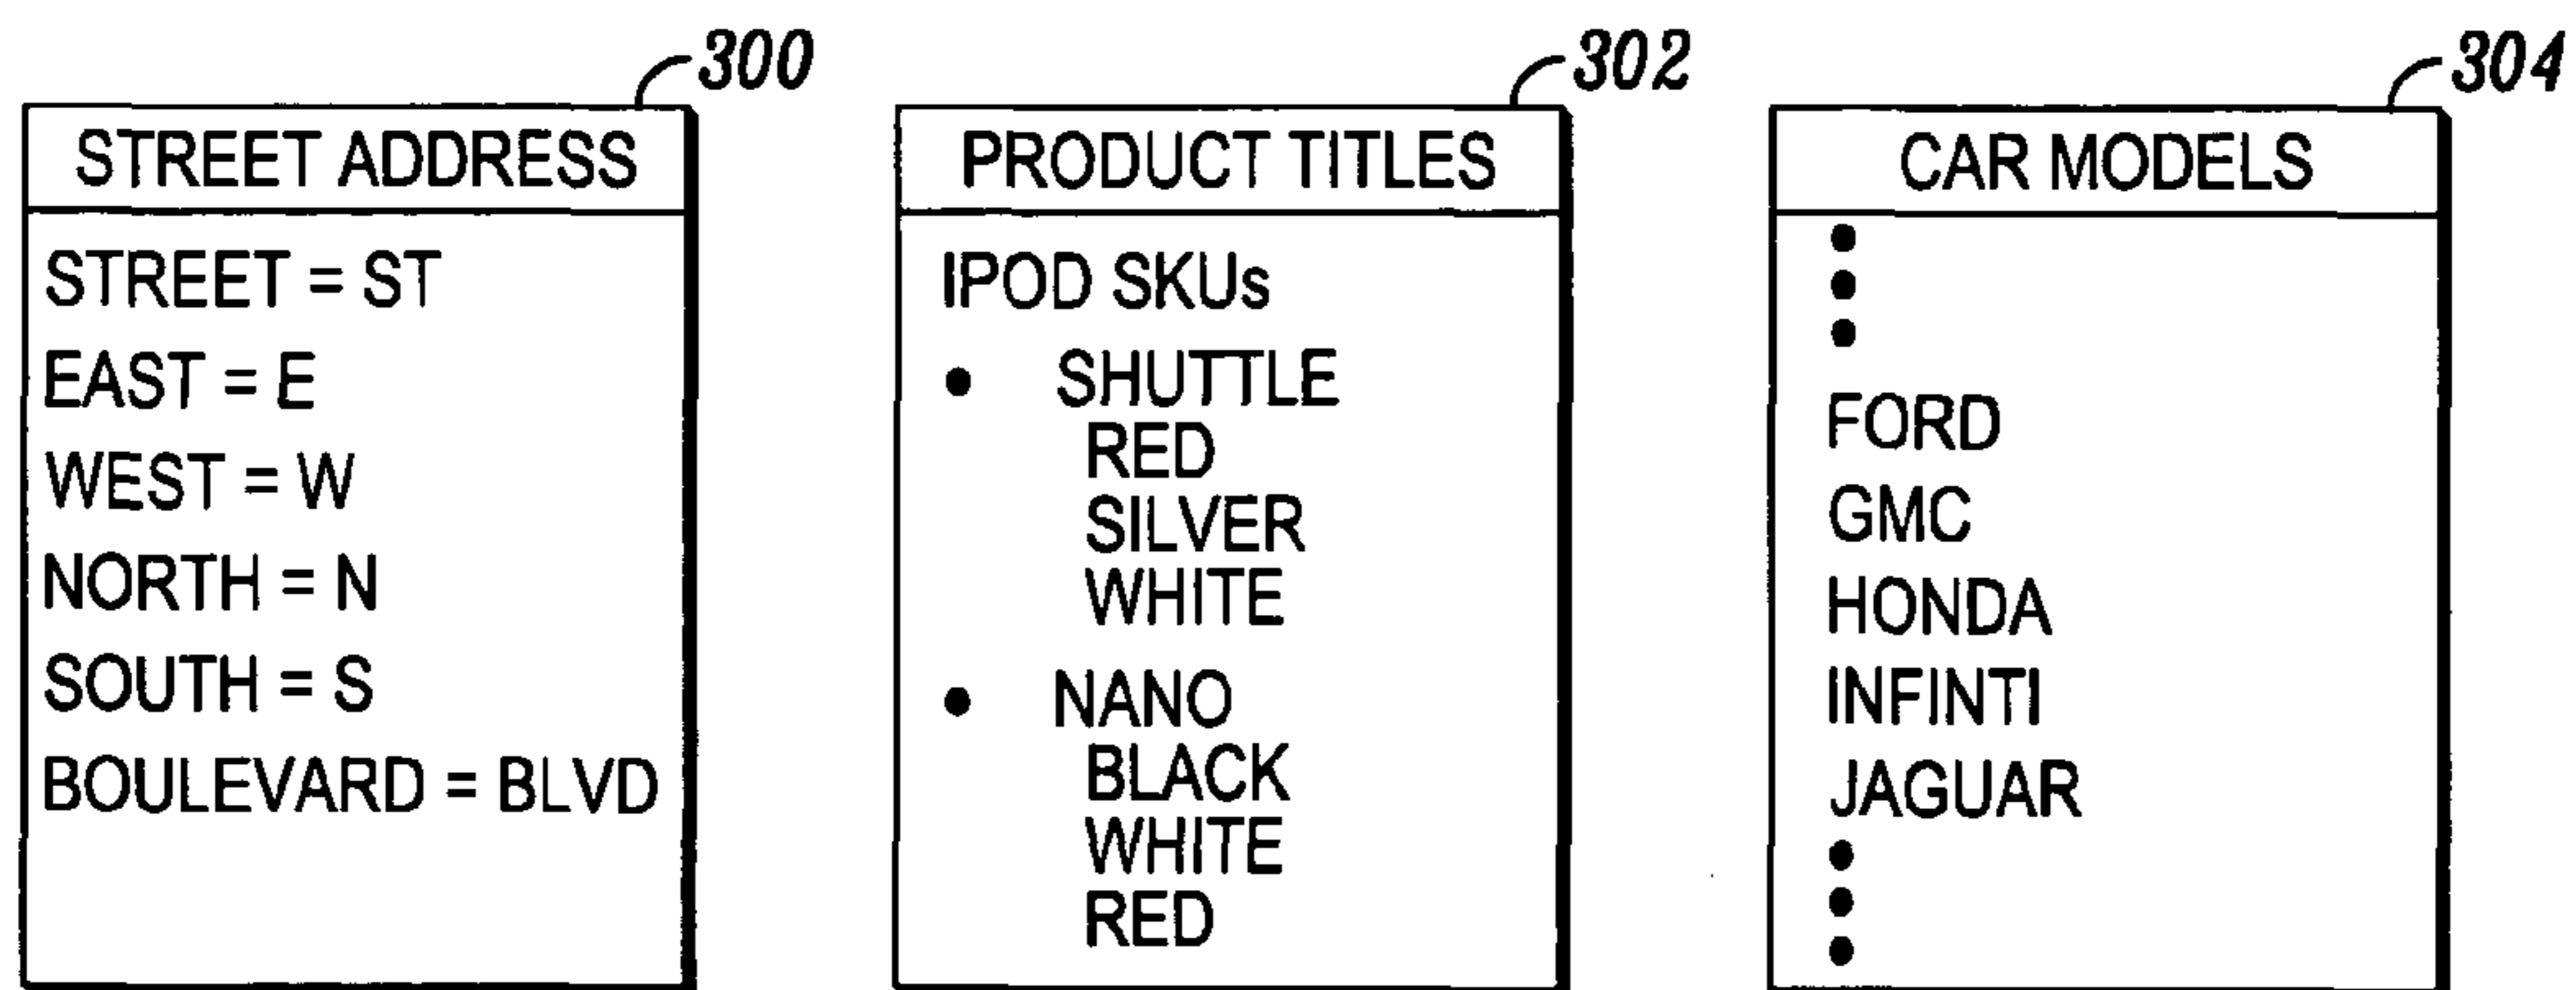 300
STREET ADDRESS
STREET = ST
EAST = E
WEST = W
NORTH = N
SOUTH = S
BOULEVARD = BLVD
302
PRODUCT TITLES
IPOD SKUs
• SHUTTLE
RED
SILVER
WHITE
• NANO
BLACK
WHITE
RED
304
CAR MODELS
•
•
•
FORD
GMC
HONDA
INFINTI
JAGUAR
•
•
•